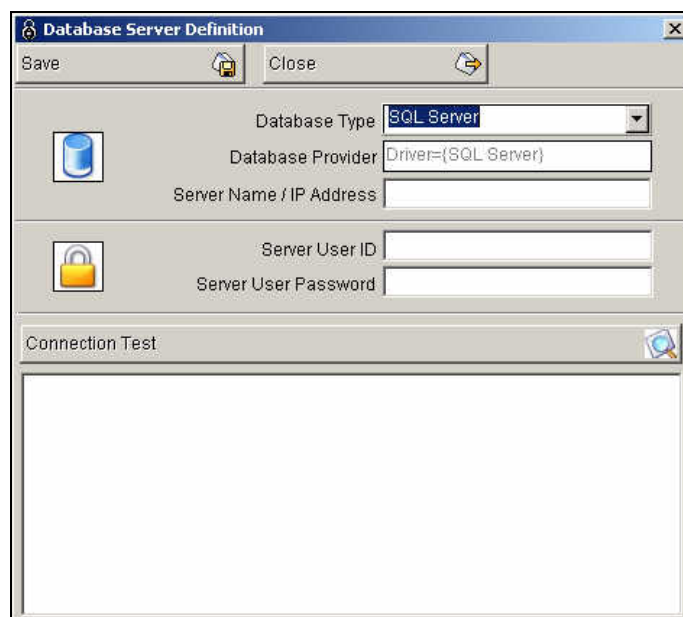 Database Server Definition
Save
Close
Database Type SQL Server
Database Provider Driver={SQL Server}
Server Name / IP Address
Server User ID
Server User Password
Connection Test